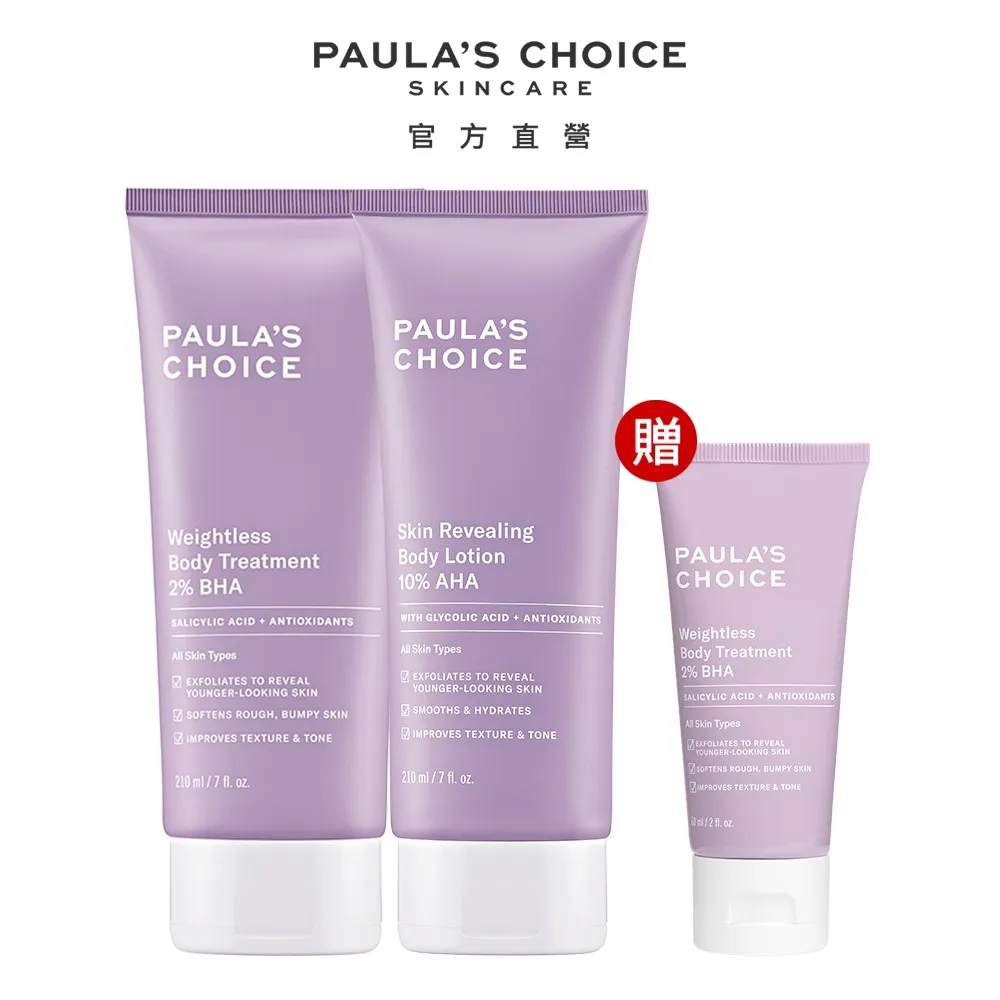 PAULA'S CHOICE
SKINCARE
官方直營
PAULA'S
CHOICE
Weightless
Body Treatment
2% BHA
SALICYLIC ACID + ANTIOXIDANTS
All Skin Types
EXFOLIATES TO REVEAL
YOUNGER-LOOKING SKIN
SOFTENS ROUGH, BUMPY SKIN
IMPROVES TEXTURE & TONE
210 ml / 7 fl. oz.
PAULA'S
CHOICE
Skin Revealing
Body Lotion
10% AHA
WITH GLYCOLIC ACID + ANTIOXIDANTS
All Skin Types
EXFOLIATES TO REVEAL
YOUNGER-LOOKING SKIN
SMOOTHS & HYDRATES
IMPROVES TEXTURE & TONE
210 ml / 7 fl. oz.
贈
PAULA'S
CHOICE
Weightless
Body Treatment
2% BHA
SALICYLIC ACID + ANTIOXIDANTS
All Skin Types
EXFOLIATES TO REVEAL
YOUNGER-LOOKING SKIN
SOFTENS ROUGH, BUMPY SKIN
IMPROVES TEXTURE & TONE
60 ml / 2 fl. oz.